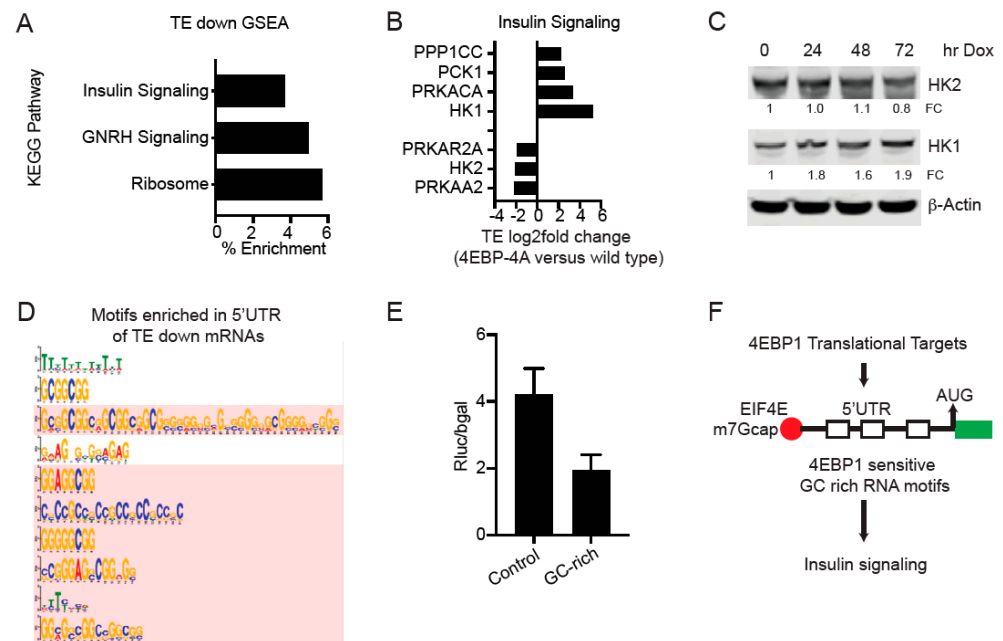 A
TE down GSEA
KEGG Pathway
Insulin Signaling
GNRH Signaling
Ribosome
0 2 4 6
% Enrichment
B
Insulin Signaling
PPP1CC
PCK1
PRKACA
HK1
PRKAR2A
HK2
PRKAA2
-4 -2 0 2 4 6
TE log2fold change
(4EBP-4A versus wild type)
C
0 24 48 72 hr Dox
HK2
1 1.0 1.1 0.8 FC
HK1
1 1.8 1.6 1.9 FC
β-Actin
D
Motifs enriched in 5'UTR
of TE down mRNAs
GCGGCGG
GGAGGCGG
GGGGGCGG
E
Rluc/bgal
6
4
2
0
Control
GC-rich
F
4EBP1 Translational Targets
EIF4E
m7Gcap
5'UTR
AUG
4EBP1 sensitive
GC rich RNA motifs
Insulin signaling